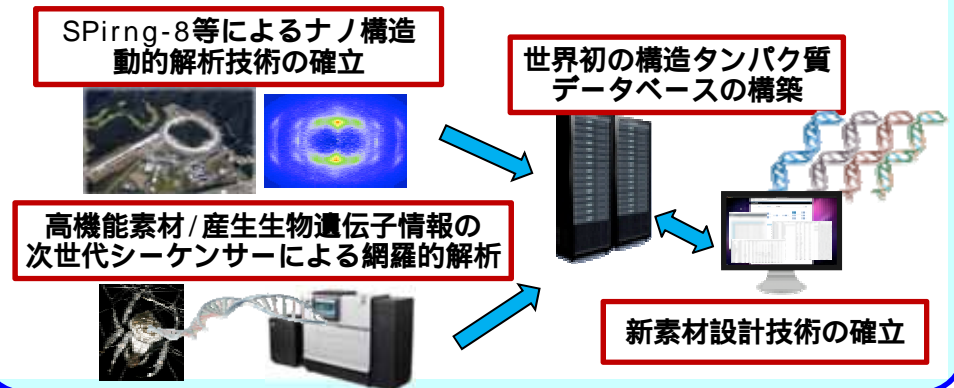 SPirng-8等によるナノ構造
動的解析技術の確立
世界初の構造タンパク質
データベースの構築
高機能素材/産生生物遺伝子情報の
次世代シーケンサーによる網羅的解析
新素材設計技術の確立